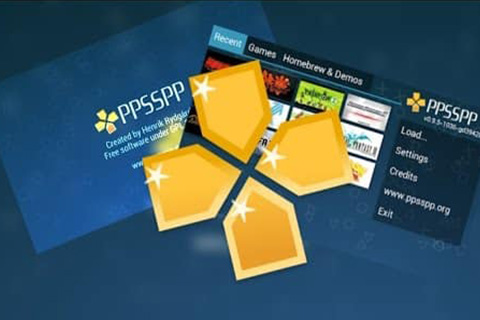 PPSSPP
Created by Henrik Rydgård
Free software under GPL
www.
Recent Games Homebrew & Demos
PPSSPP
Load...
Settings
Credits
www.ppsspp.org
Exit